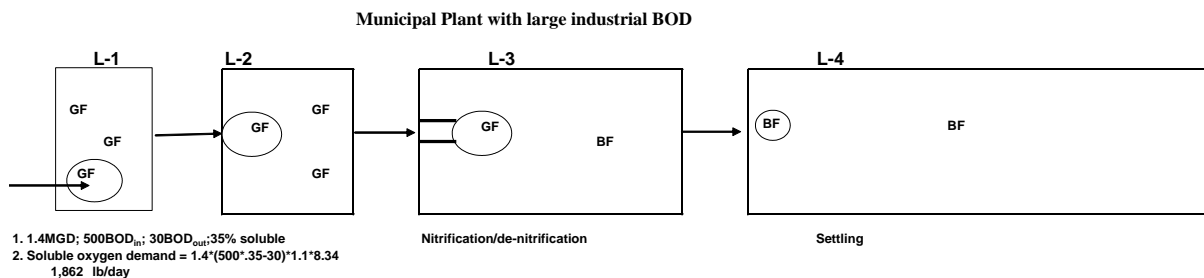 Municipal Plant with large industrial BOD
L-1
L-2
L-3
L-4
GF
GF
GF
GF
GF
GF
GF
BF
BF
BF
1. 1.4MGD; 500BODin; 30BODout;35% soluble
2. Soluble oxygen demand = 1.4*(500*.35-30)*1.1*8.34
1,862 lb/day
Nitrification/de-nitrification
Settling